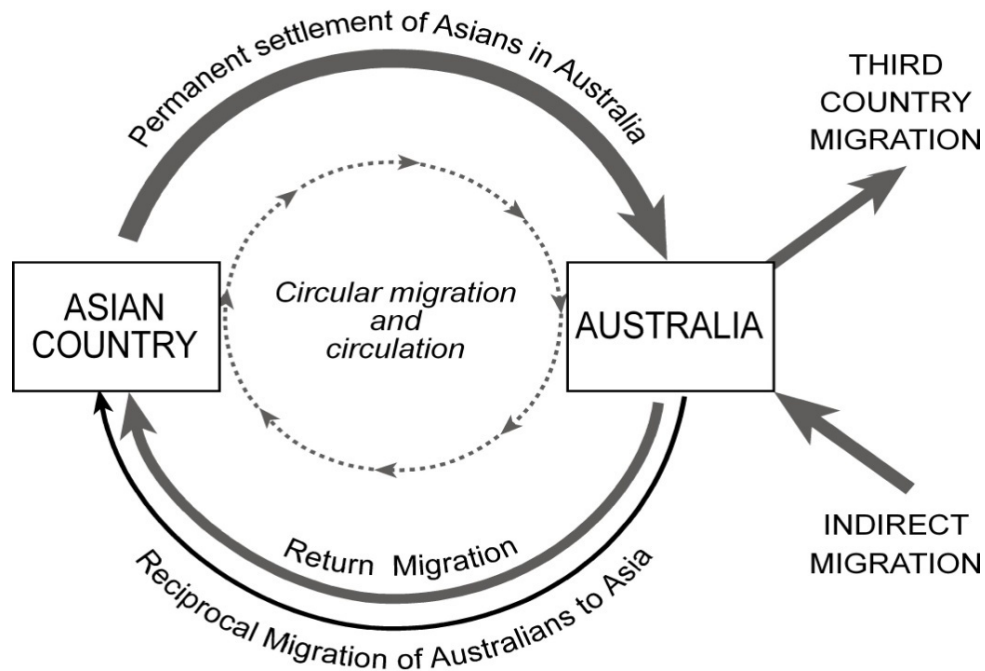 Permanent settlement of Asians in Australia
THIRD
COUNTRY
MIGRATION
ASIAN
COUNTRY
Circular migration
and
circulation
AUSTRALIA
Return Migration
Reciprocal Migration of Australians to Asia
INDIRECT
MIGRATION